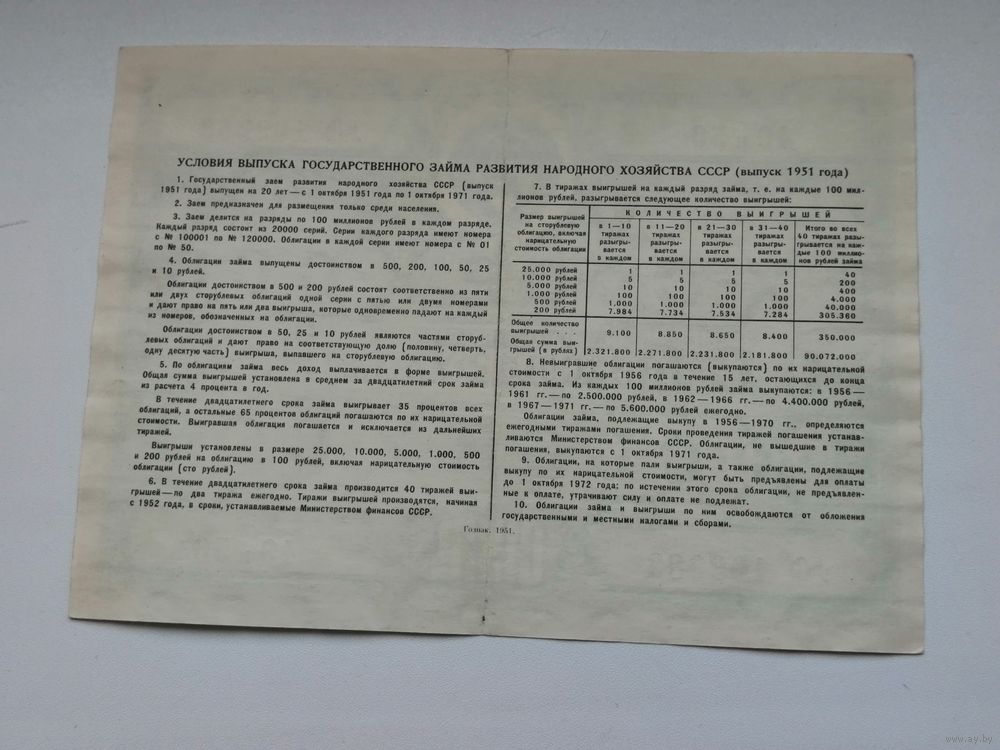 УСЛОВИЯ ВЫПУСКА ГОСУДАРСТВЕННОГО ЗАЙМА РАЗВИТИЯ НАРОДНОГО ХОЗЯЙСТВА СССР (выпуск 1951 года)
1. Государственный заем развития народного хозяйства СССР (выпуск
1951 года) выпущен на 20 лет — с 1 октября 1951 года по 1 октября 1971 года.
2. Заем предназначен для размещения только среди населения.
3. Заем делится на разряды по 100 миллионов рублей в каждом разряде.
Каждый разряд состоит из 20000 серий. Серии каждого разряда имеют номера
с № 100001 по № 120000. Облигации в каждой серии имеют номера с № 01
по № 50.
4. Облигации займа выпущены достоинством в 500, 200, 100, 50, 25
и 10 рублей.
Облигации достоинством в 500 и 200 рублей состоят соответственно из пяти
или двух сторублевых облигаций одной серии с пятью или двумя номерами
и дают право на пять или два выигрыша, которые одновременно падают на каждый
из номеров, обозначенных на облигации.
Облигации достоинством в 50, 25 и 10 рублей являются частями сторуб-
левых облигаций и дают право на соответствующую долю (половину, четверть,
одну десятую часть) выигрыша, выпавшего на сторублевую облигацию.
5. По облигациям займа весь доход выплачивается в форме выигрышей.
Общая сумма выигрышей установлена в среднем за двадцатилетний срок займа
из расчета 4 процента в год.
В течение двадцатилетнего срока займа выигрывает 35 процентов всех
облигаций, а остальные 65 процентов облигаций погашаются по их нарицательной
стоимости. Выигравшая облигация погашается и исключается из дальнейших
тиражей.
Выигрыши установлены в размере 25.000, 10.000, 5.000, 1.000, 500
и 200 рублей на облигацию в 100 рублей, включая нарицательную стоимость
облигации (сто рублей).
6. В течение двадцатилетнего срока займа производится 40 тиражей выи-
грышей — по два тиража ежегодно. Тиражи выигрышей производятся, начиная
с 1952 года, в сроки, устанавливаемые Министерством финансов СССР.
7. В тиражах выигрышей на каждый разряд займа, т. е. на каждые 100 мил-
лионов рублей, разыгрывается следующее количество выигрышей:
Размер выигрышей
на сторублевую
облигацию, включая
нарицательную
стоимость облигации
КОЛИЧЕСТВО ВЫИГРЫШЕЙ
в 1—10
тиражах
разыгры-
вается
в каждом
в 11—20
тиражах
разыгры-
вается
в каждом
в 21—30
тиражах
разыгры-
вается
в каждом
в 31—40
тиражах
разыгры-
вается
в каждом
Итого во всех
40 тиражах разы-
грывается на каж-
дые 100 миллио-
нов рублей займа
25.000 рублей 1 1 1 1 40
10.000 рублей 5 5 5 5 200
5.000 рублей 10 10 10 10 400
1.000 рублей 100 100 100 100 4.000
500 рублей 1.000 1.000 1.000 1.000 40.000
200 рублей 7.984 7.734 7.534 7.284 305.360
Общее количество
выигрышей . . . 9.100 8.850 8.650 8.400 350.000
Общая сумма выи-
грышей (в рублях) 2.321.800 2.271.800 2.231.800 2.181.800 90.072.000
8. Невыигравшие облигации погашаются (выкупаются) по их нарицательной
стоимости с 1 октября 1956 года в течение 15 лет, остающихся до конца
срока займа. Из каждых 100 миллионов рублей займа выкупаются: в 1956—
1961 гг. — по 2.500.000 рублей, в 1962—1966 гг. — по 4.400.000 рублей,
в 1967—1971 гг. — по 5.600.000 рублей ежегодно.
Облигации займа, подлежащие выкупу в 1956—1970 гг., определяются
ежегодными тиражами погашения. Сроки проведения тиражей погашения устанав-
ливаются Министерством финансов СССР. Облигации, не вышедшие в тиражи
погашения, выкупаются с 1 октября 1971 года.
9. Облигации, на которые пали выигрыши, а также облигации, подлежащие
выкупу по их нарицательной стоимости, могут быть предъявлены для оплаты
до 1 октября 1972 года; по истечении этого срока облигации, не предъявлен-
ные к оплате, утрачивают силу и оплате не подлежат.
10. Облигации займа и выигрыши по ним освобождаются от обложения
государственными и местными налогами и сборами.
Гознак. 1951.
www.ay.by